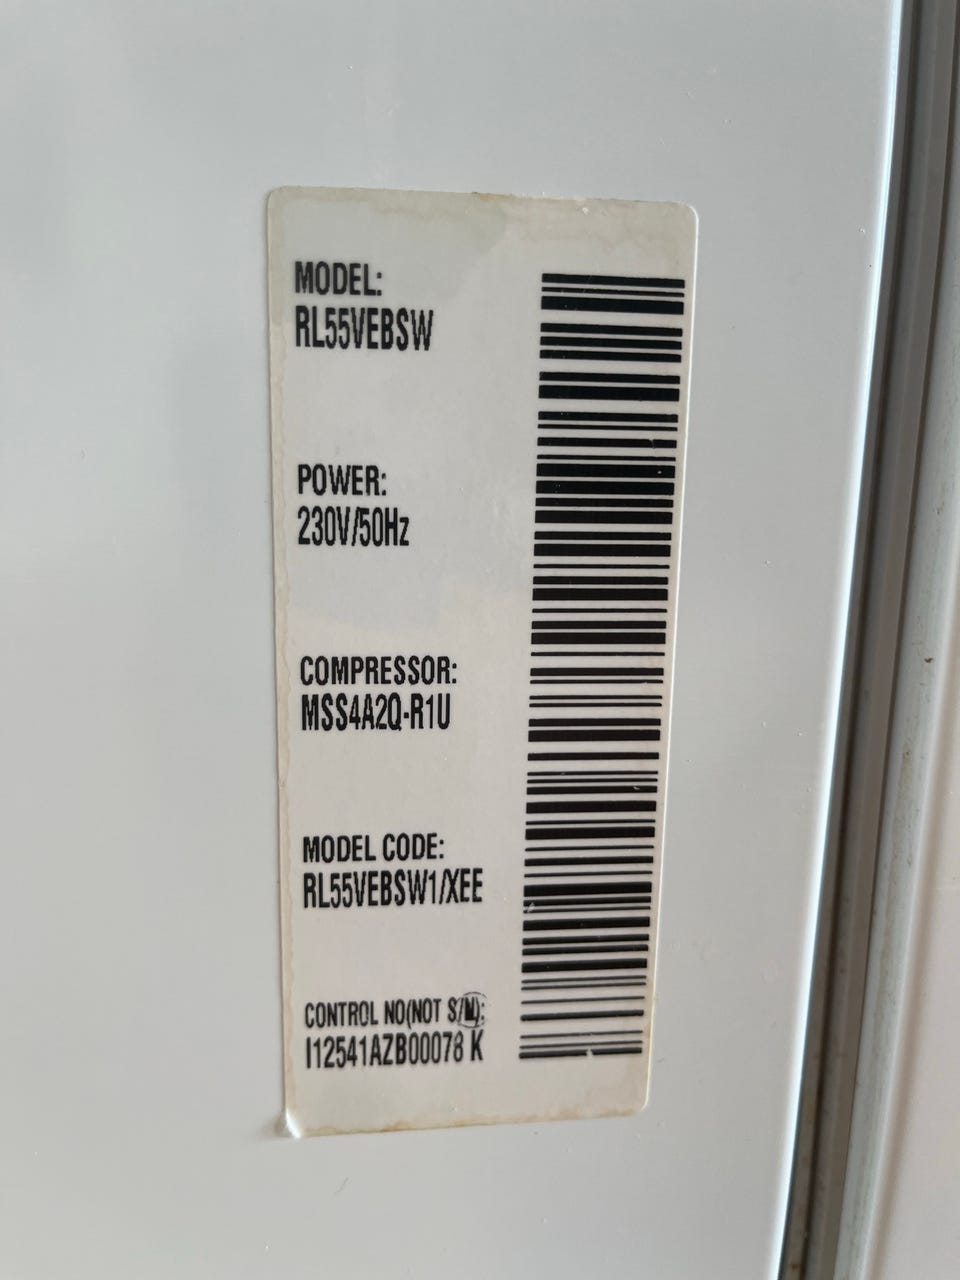 MODEL:
RL55VEBSW
POWER:
230V/50Hz
COMPRESSOR:
MSS4A2Q-R1U
MODEL CODE:
RL55VEBSW1/XEE
CONTROL NO(NOT S/N):
I12541AZB00078 K